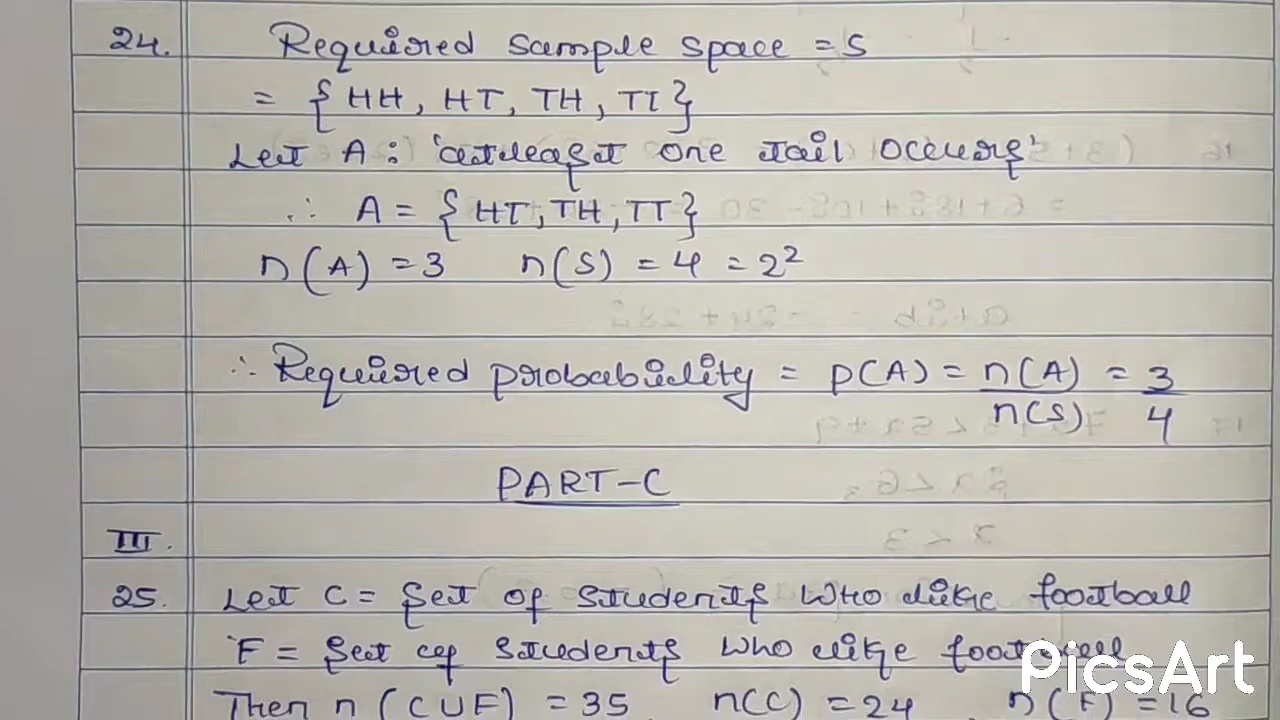 24. Required sample space = S
= {HH, HT, TH, TT}
Let A: 'atleast one tail occurs'
∴ A = {HT, TH, TT}
n(A) = 3 n(S) = 4 = 2²
∴ Required probability = P(A) = n(A)/n(S) = 3/4
PART-C
III.
25. Let C = Set of students who like football
F = Set of students who like football
Then n(CUF) = 35, n(C) = 24, n(F) = 16
PicsArt